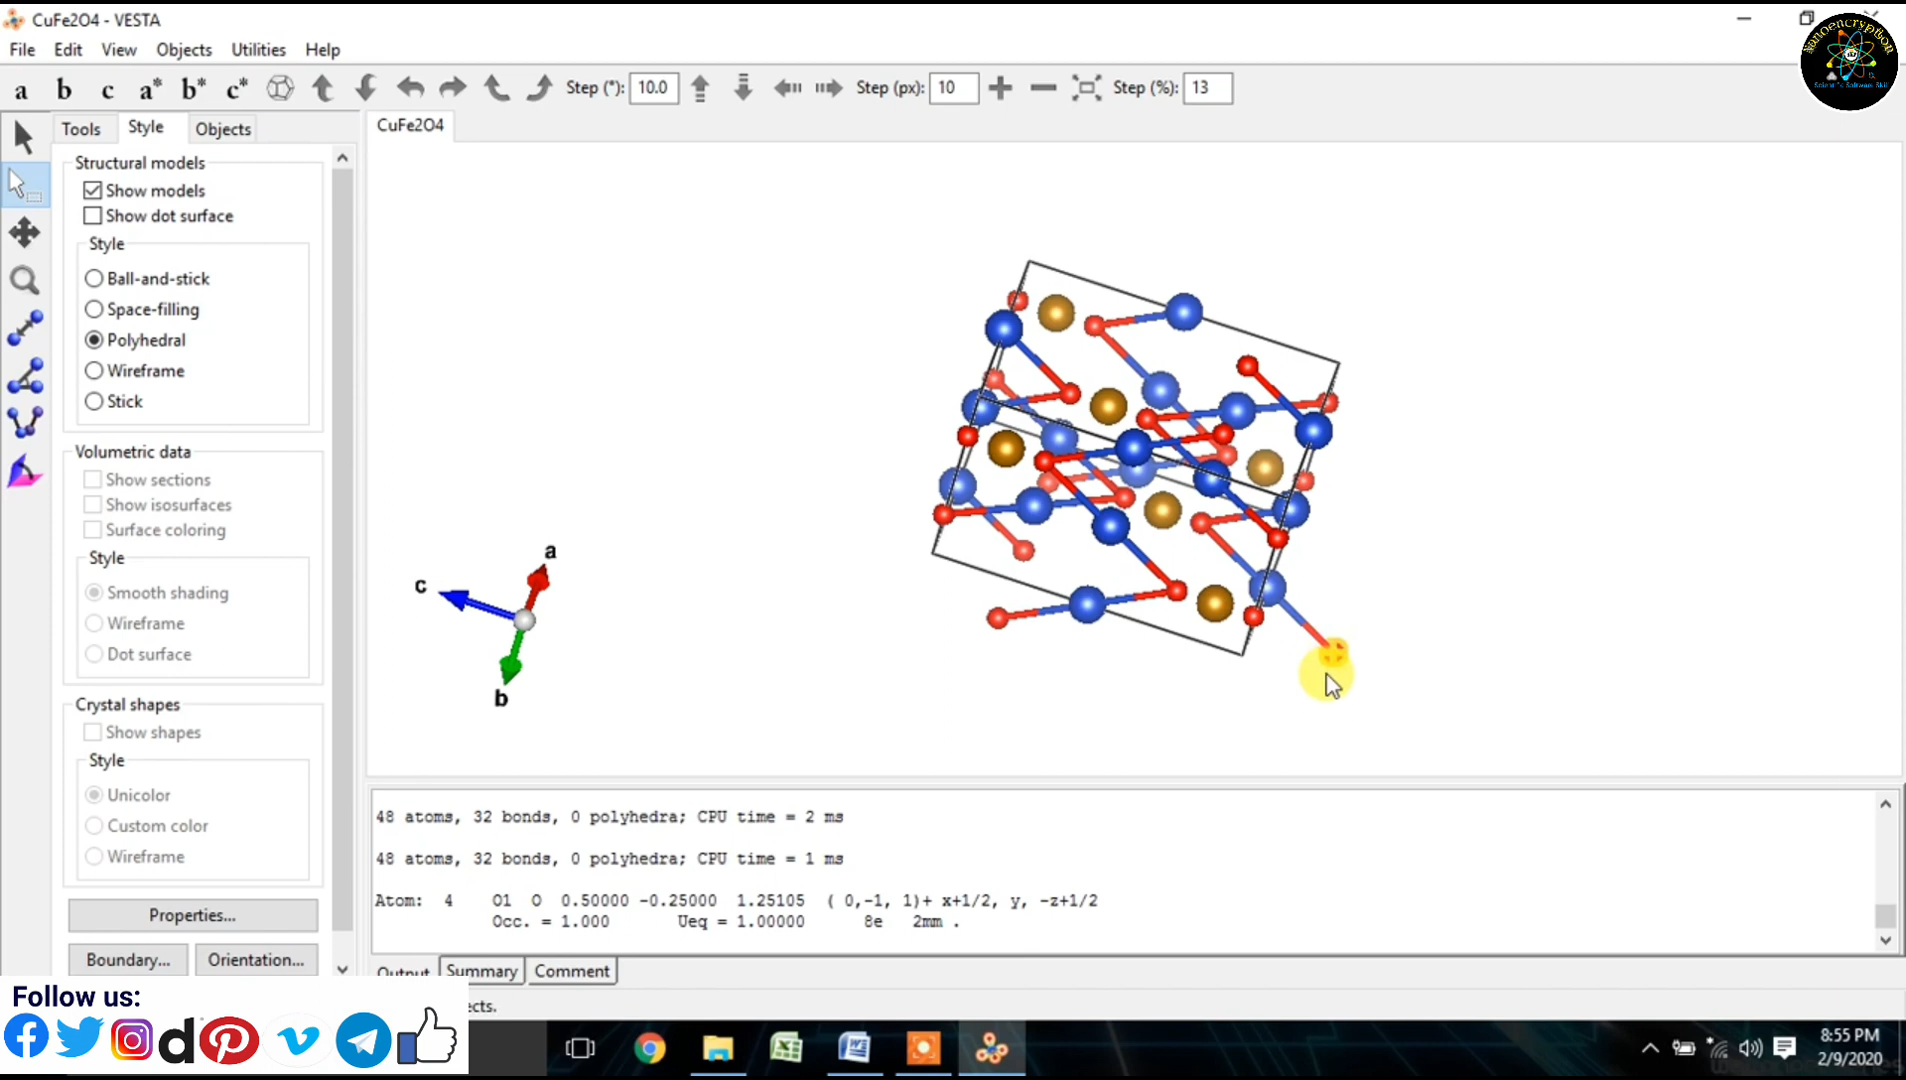 CuFe2O4 - VESTA
File Edit View Objects Utilities Help
a b c a* b* c* Step (°): 10.0 Step (px): 10 Step (%): 13
Nanoencryption
Tools Style Objects
CuFe2O4
Structural models
Show models
Show dot surface
Style
Ball-and-stick
Space-filling
Polyhedral
Wireframe
Stick
Volumetric data
Show sections
Show isosurfaces
Surface coloring
Style
Smooth shading
Wireframe
Dot surface
Crystal shapes
Show shapes
Style
Unicolor
Custom color
Wireframe
Properties...
Boundary... Orientation...
a
c
b
48 atoms, 32 bonds, 0 polyhedra; CPU time = 2 ms
48 atoms, 32 bonds, 0 polyhedra; CPU time = 1 ms
Atom: 4 O1 O 0.50000 -0.25000 1.25105 ( 0,-1, 1)+ x+1/2, y, -z+1/2
Occ. = 1.000 Ueq = 1.00000 8e 2mm .
Output Summary Comment
ects.
Follow us:
8:55 PM
2/9/2020